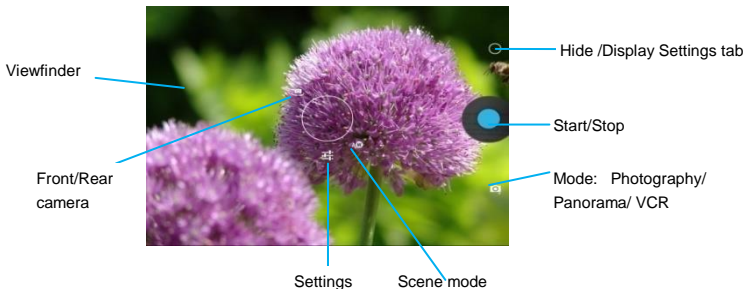 Hide /Display Settings tab
Viewfinder
Start/Stop
Front/Rear
camera
Mode: Photography/
Panorama/ VCR
Settings
Scene mode